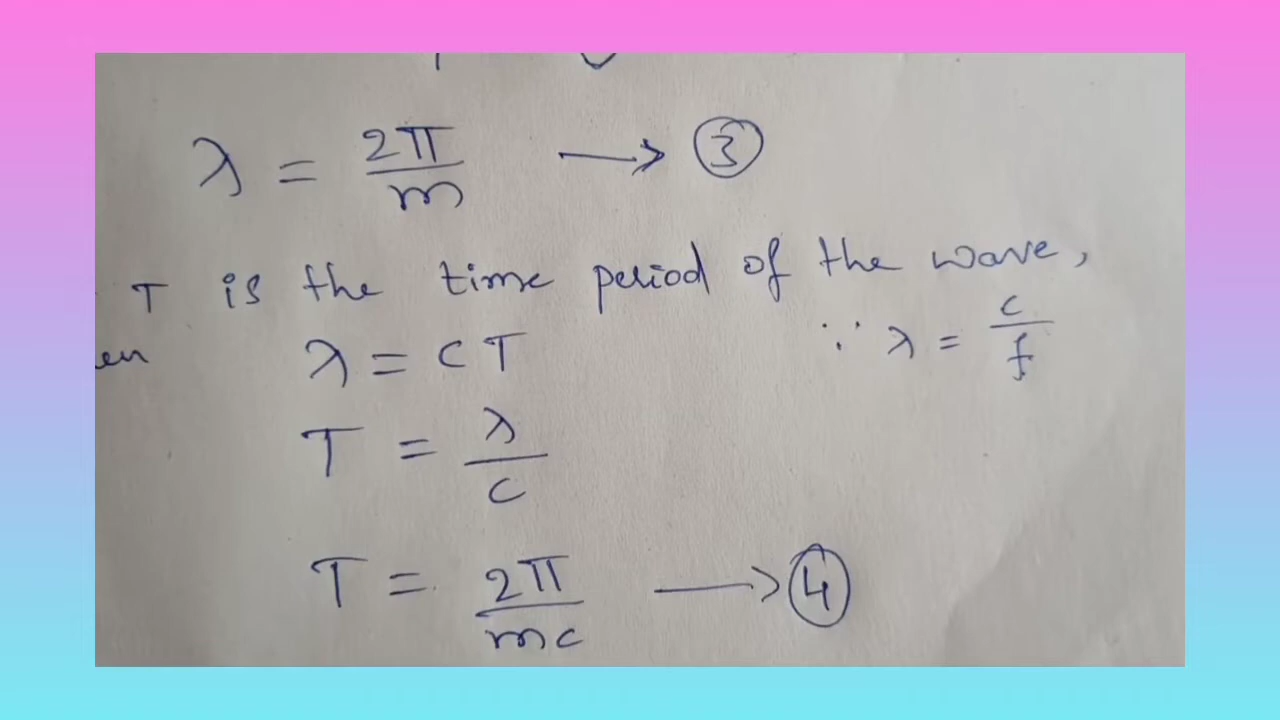 λ = 2π/m → ③
T is the time period of the wave,
λ = CT ∵ λ = c/f
T = λ/c
T = 2π/mc → ④